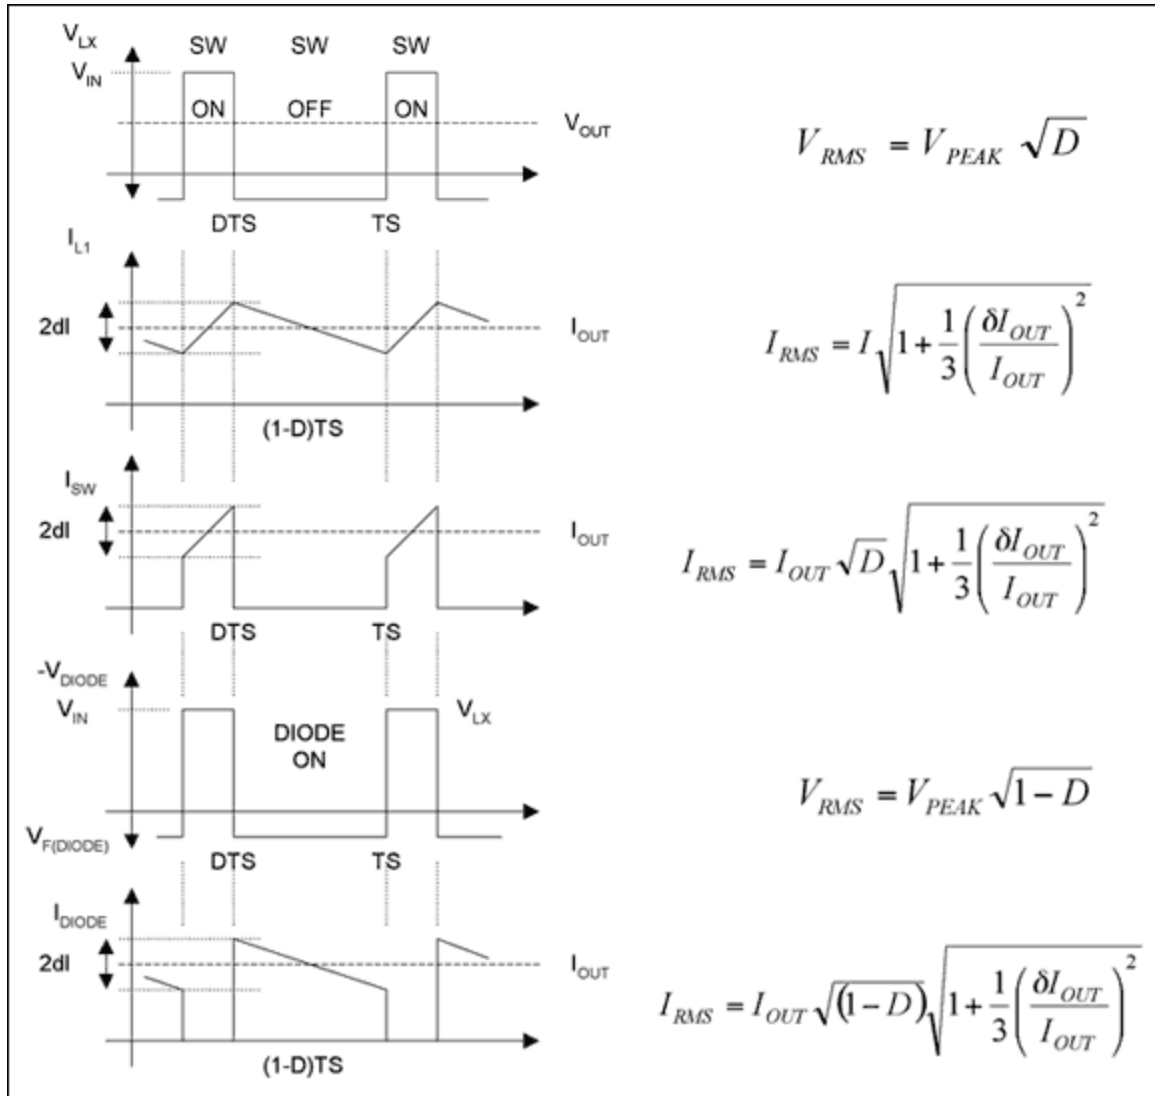 V_LX SW SW SW
V_IN
ON OFF ON
V_OUT
V_RMS = V_PEAK √D
DTS TS
I_L1
2dI
I_OUT
I_RMS = I √(1 + 1/3 (δI_OUT / I_OUT)^2)
(1-D)TS
I_SW
2dI
I_OUT
I_RMS = I_OUT √D √(1 + 1/3 (δI_OUT / I_OUT)^2)
DTS TS
-V_DIODE
V_IN V_LX
DIODE
ON
V_RMS = V_PEAK √(1 - D)
V_F(DIODE)
DTS TS
I_DIODE
2dI
I_OUT
I_RMS = I_OUT √((1 - D)) √(1 + 1/3 (δI_OUT / I_OUT)^2)
(1-D)TS